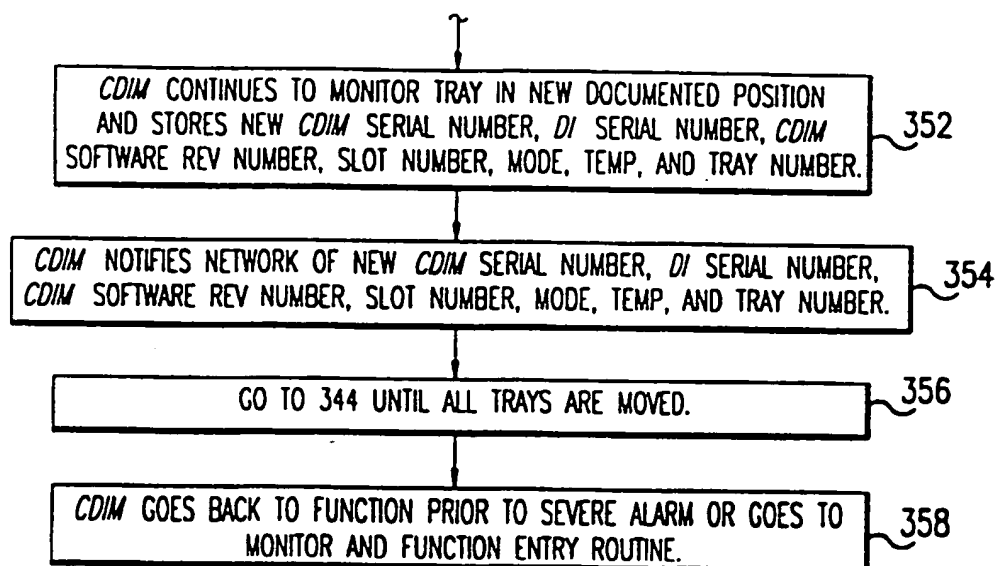 CDIM CONTINUES TO MONITOR TRAY IN NEW DOCUMENTED POSITION
AND STORES NEW CDIM SERIAL NUMBER, DI SERIAL NUMBER, CDIM
SOFTWARE REV NUMBER, SLOT NUMBER, MODE, TEMP, AND TRAY NUMBER.
352
CDIM NOTIFIES NETWORK OF NEW CDIM SERIAL NUMBER, DI SERIAL NUMBER,
CDIM SOFTWARE REV NUMBER, SLOT NUMBER, MODE, TEMP, AND TRAY NUMBER.
354
GO TO 344 UNTIL ALL TRAYS ARE MOVED.
356
CDIM GOES BACK TO FUNCTION PRIOR TO SEVERE ALARM OR GOES TO
MONITOR AND FUNCTION ENTRY ROUTINE.
358